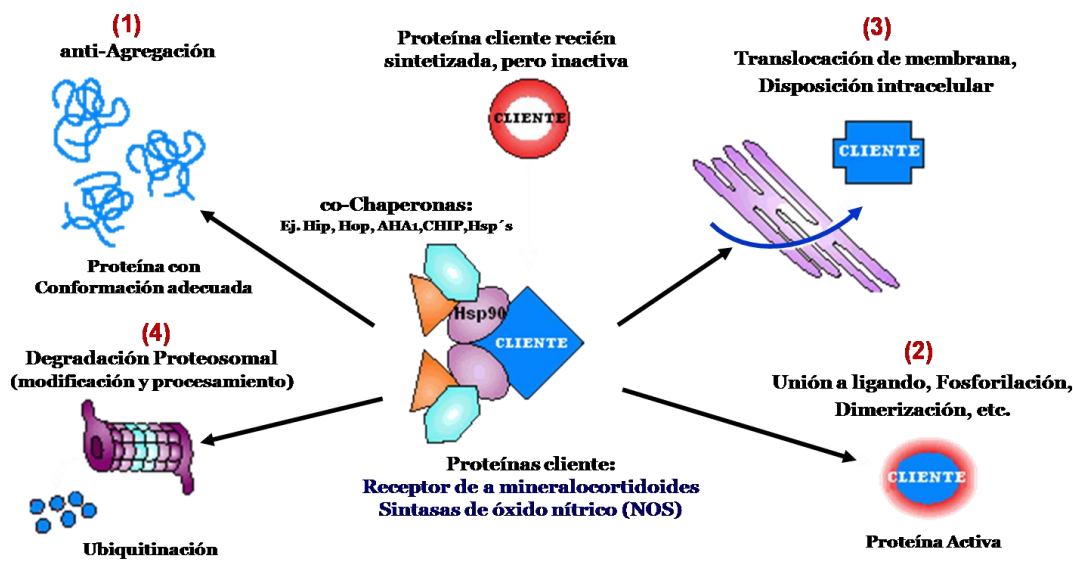 (1)
anti-Agregación
Proteína con
Conformación adecuada
Proteína cliente recién
sintetizada, pero inactiva
CLIENTE
(3)
Translocación de membrana,
Disposición intracelular
CLIENTE
co-Chaperonas:
Ej. Hip, Hop, AHA1,CHIP,Hsp´s
Hsp90
CLIENTE
(4)
Degradación Proteosomal
(modificación y procesamiento)
Ubiquitinación
Proteínas cliente:
Receptor de a mineralocortidoides
Sintasas de óxido nítrico (NOS)
(2)
Unión a ligando, Fosforilación,
Dimerización, etc.
CLIENTE
Proteína Activa